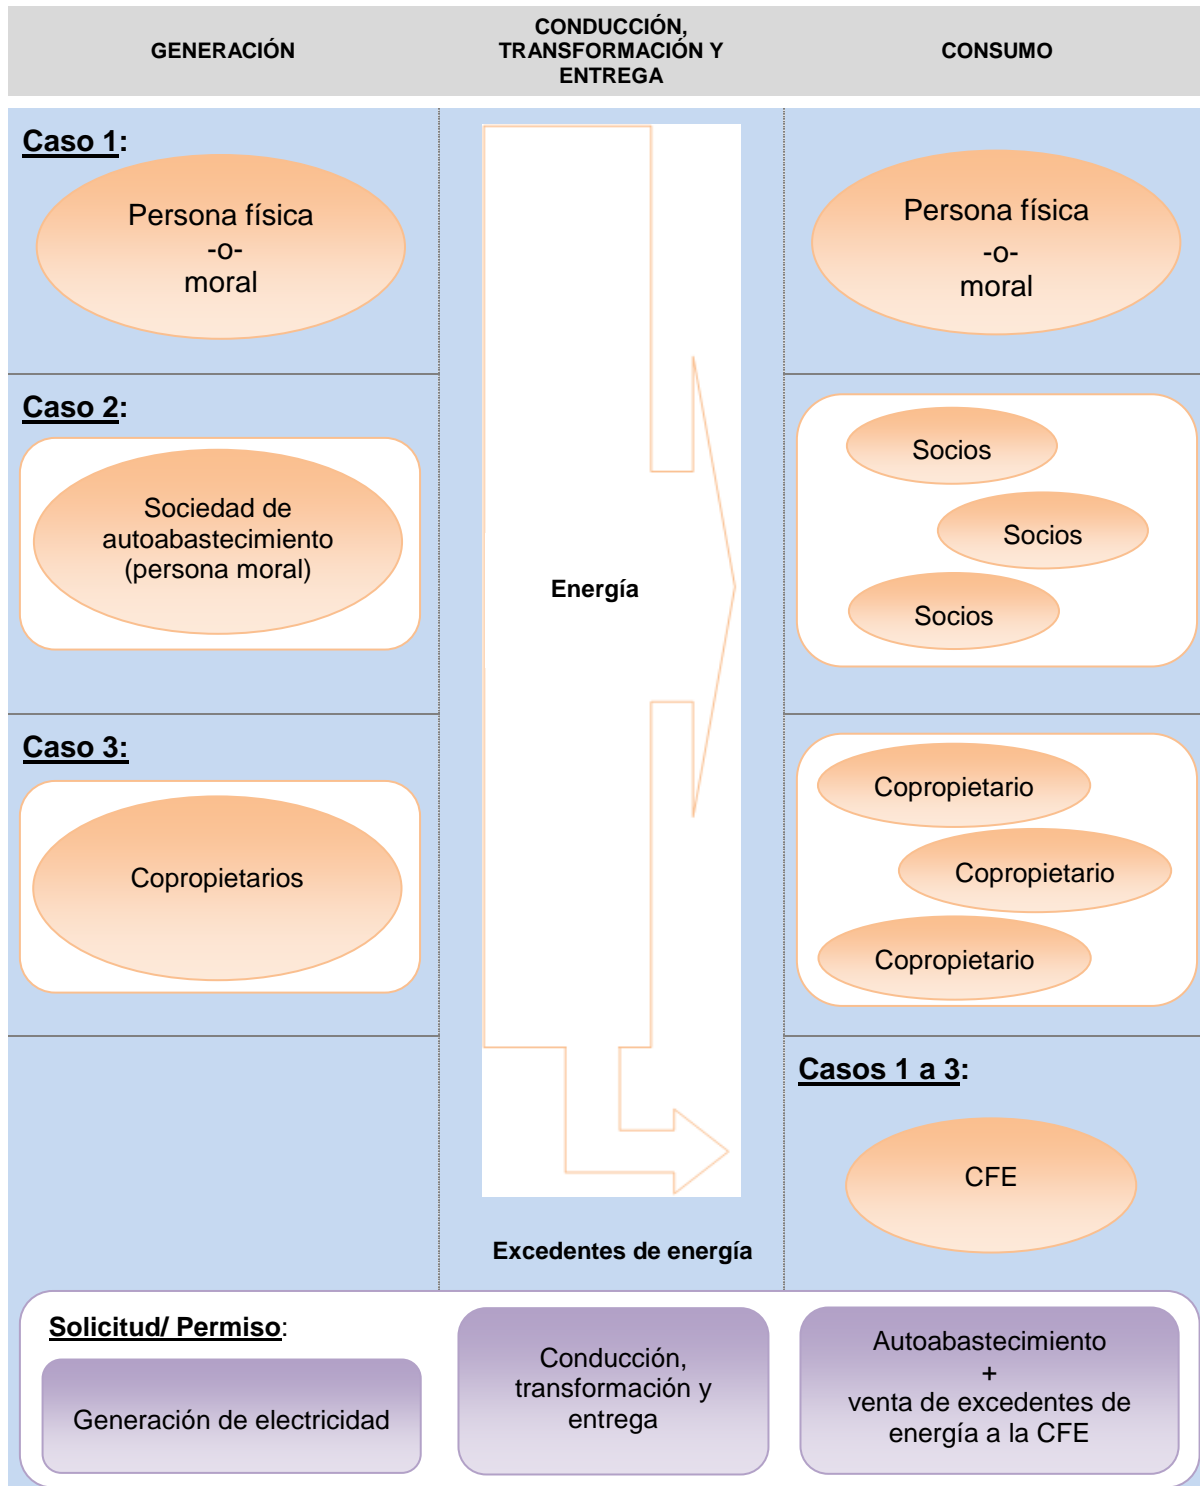 GENERACIÓN
CONDUCCIÓN,
TRANSFORMACIÓN Y
ENTREGA
CONSUMO
Caso 1:
Persona física
-o-
moral
Persona física
-o-
moral
Caso 2:
Sociedad de
autoabastecimiento
(persona moral)
Energía
Socios
Socios
Socios
Caso 3:
Copropietarios
Copropietario
Copropietario
Copropietario
Casos 1 a 3:
CFE
Excedentes de energía
Solicitud/ Permiso:
Generación de electricidad
Conducción,
transformación y
entrega
Autoabastecimiento
+
venta de excedentes de
energía a la CFE